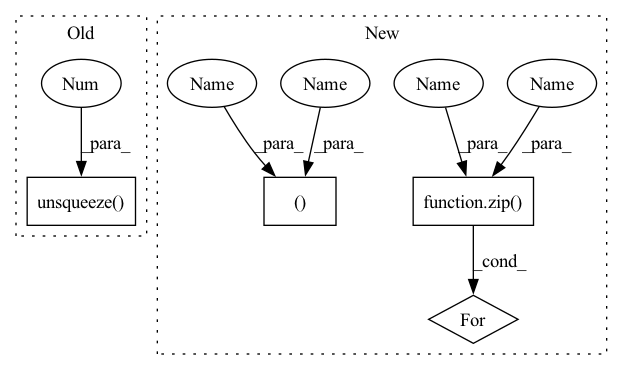 Old
New
Num
Name
Name
Name
Name
_para_
_para_
_para_
_para_
_para_
unsqueeze()
()
function.zip()
_cond_
For